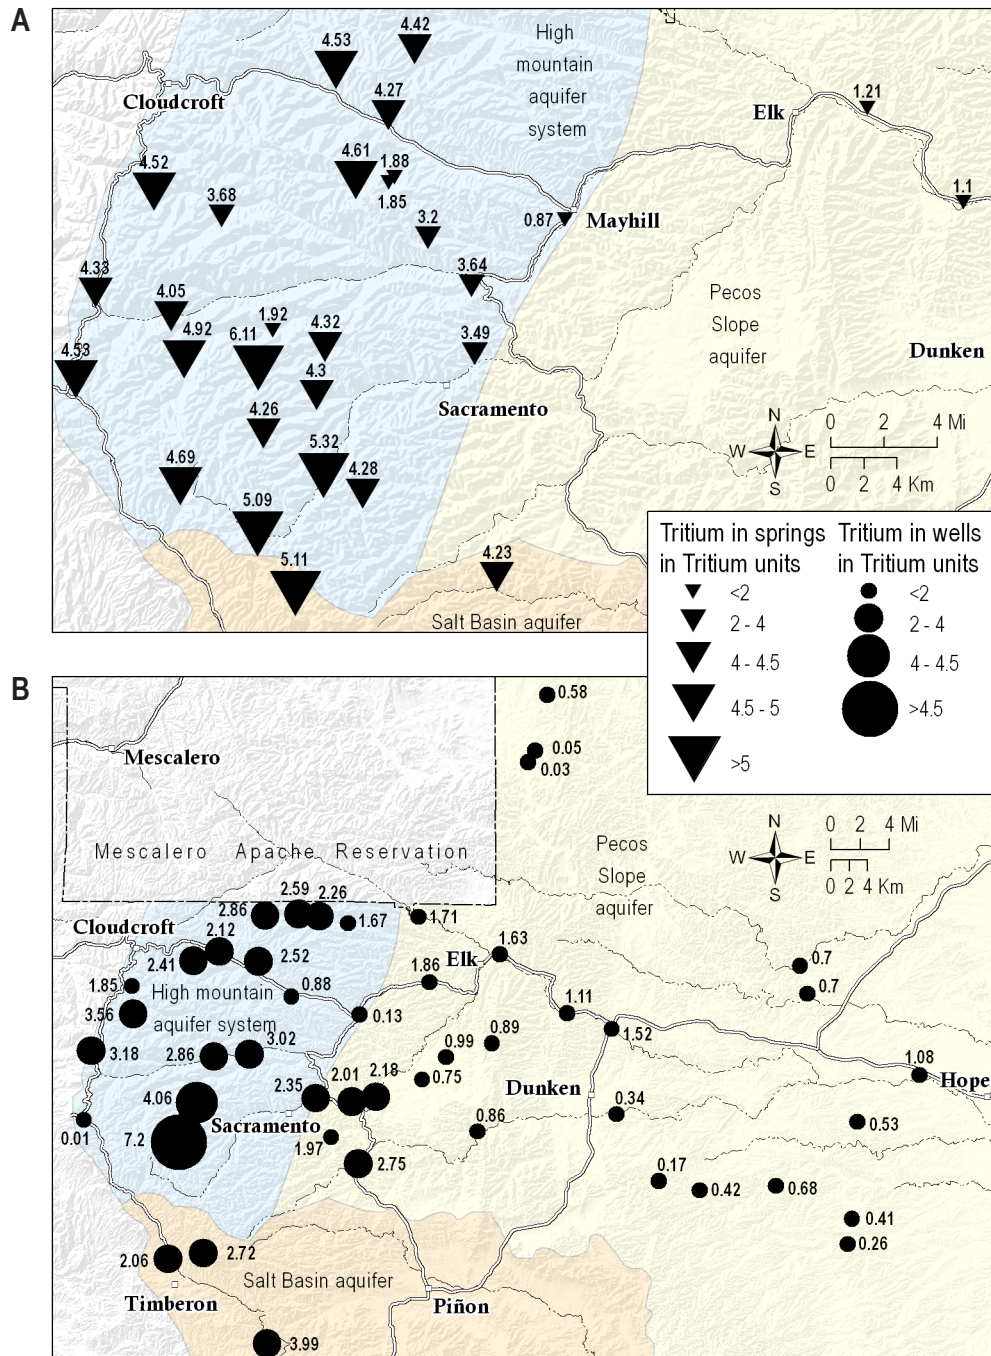 A
4.42
4.53
High
mountain
aquifer
system
Cloudcroft
4.27
Elk
1.21
4.52
4.61
1.88
1.85
3.68
3.2
0.87
Mayhill
1.1
4.33
3.64
4.05
Pecos
Slope
aquifer
4.92
6.11
1.92
4.32
3.49
Dunken
4.53
4.3
Sacramento
4.26
N
W
E
S
0 2 4 Mi
0 2 4 Km
4.69
5.32
4.28
5.09
5.11
4.23
Salt Basin aquifer
Tritium in springs
in Tritium units
<2
2 - 4
4 - 4.5
4.5 - 5
>5
Tritium in wells
in Tritium units
<2
2 - 4
4 - 4.5
>4.5
B
0.58
Mescalero
0.05
0.03
Mescalero Apache Reservation
Pecos
Slope
aquifer
N
W
E
S
0 2 4 Mi
0 2 4 Km
2.86
2.59
2.26
1.67
1.71
Cloudcroft
2.12
2.41
2.52
Elk
1.63
0.7
1.85
0.88
1.86
0.7
High mountain
aquifer system
3.56
0.13
1.11
1.52
3.18
2.86
3.02
0.99
0.89
1.08
0.75
Dunken
Hope
4.06
2.35
2.01
2.18
0.34
0.01
Sacramento
0.86
0.53
7.2
1.97
2.75
0.17
0.42
0.68
0.41
0.26
2.06
2.72
Salt Basin aquifer
Timberon
Piñon
3.99